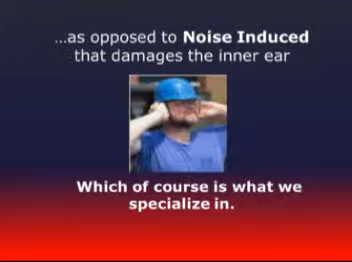 ...as opposed to Noise Induced
that damages the inner ear
Which of course is what we
specialize in.